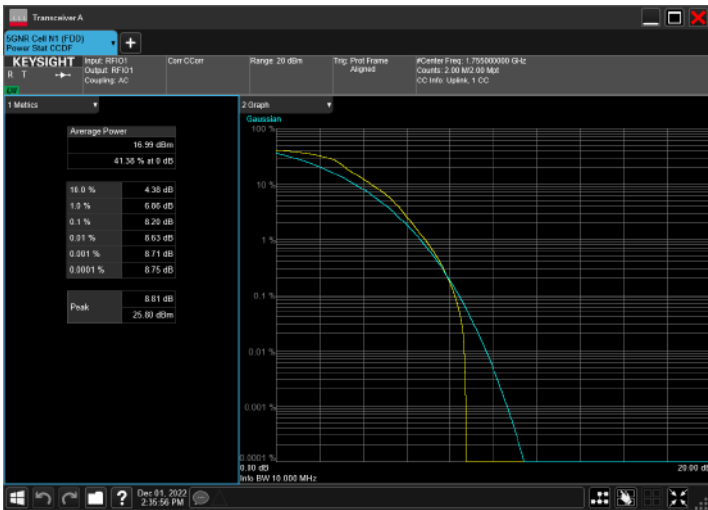 Transceiver A
5GNR Cell N1 (FDD)
Power Stat CCDF
KEYSIGHT
R T
Input: RFIO1
Output: RFIO1
Coupling: AC
Corr CCorr
Range: 20 dBm
Trig: Prot Frame
Aligned
#Center Freq: 1.755000000 GHz
Counts: 2.00 M/2.00 Mpt
CC Info: Uplink, 1 CC
1 Metrics
Average Power
16.99 dBm
41.38 % at 0 dB
10.0 % 4.38 dB
1.0 % 6.86 dB
0.1 % 8.20 dB
0.01 % 8.63 dB
0.001 % 8.71 dB
0.0001 % 8.75 dB
Peak
8.81 dB
25.80 dBm
2 Graph
Gaussian
100 %
10 %
1 %
0.1 %
0.01 %
0.001 %
0.0001 %
0.00 dB
20.00 dB
Info BW 10.000 MHz
Dec 01, 2022
2:35:56 PM